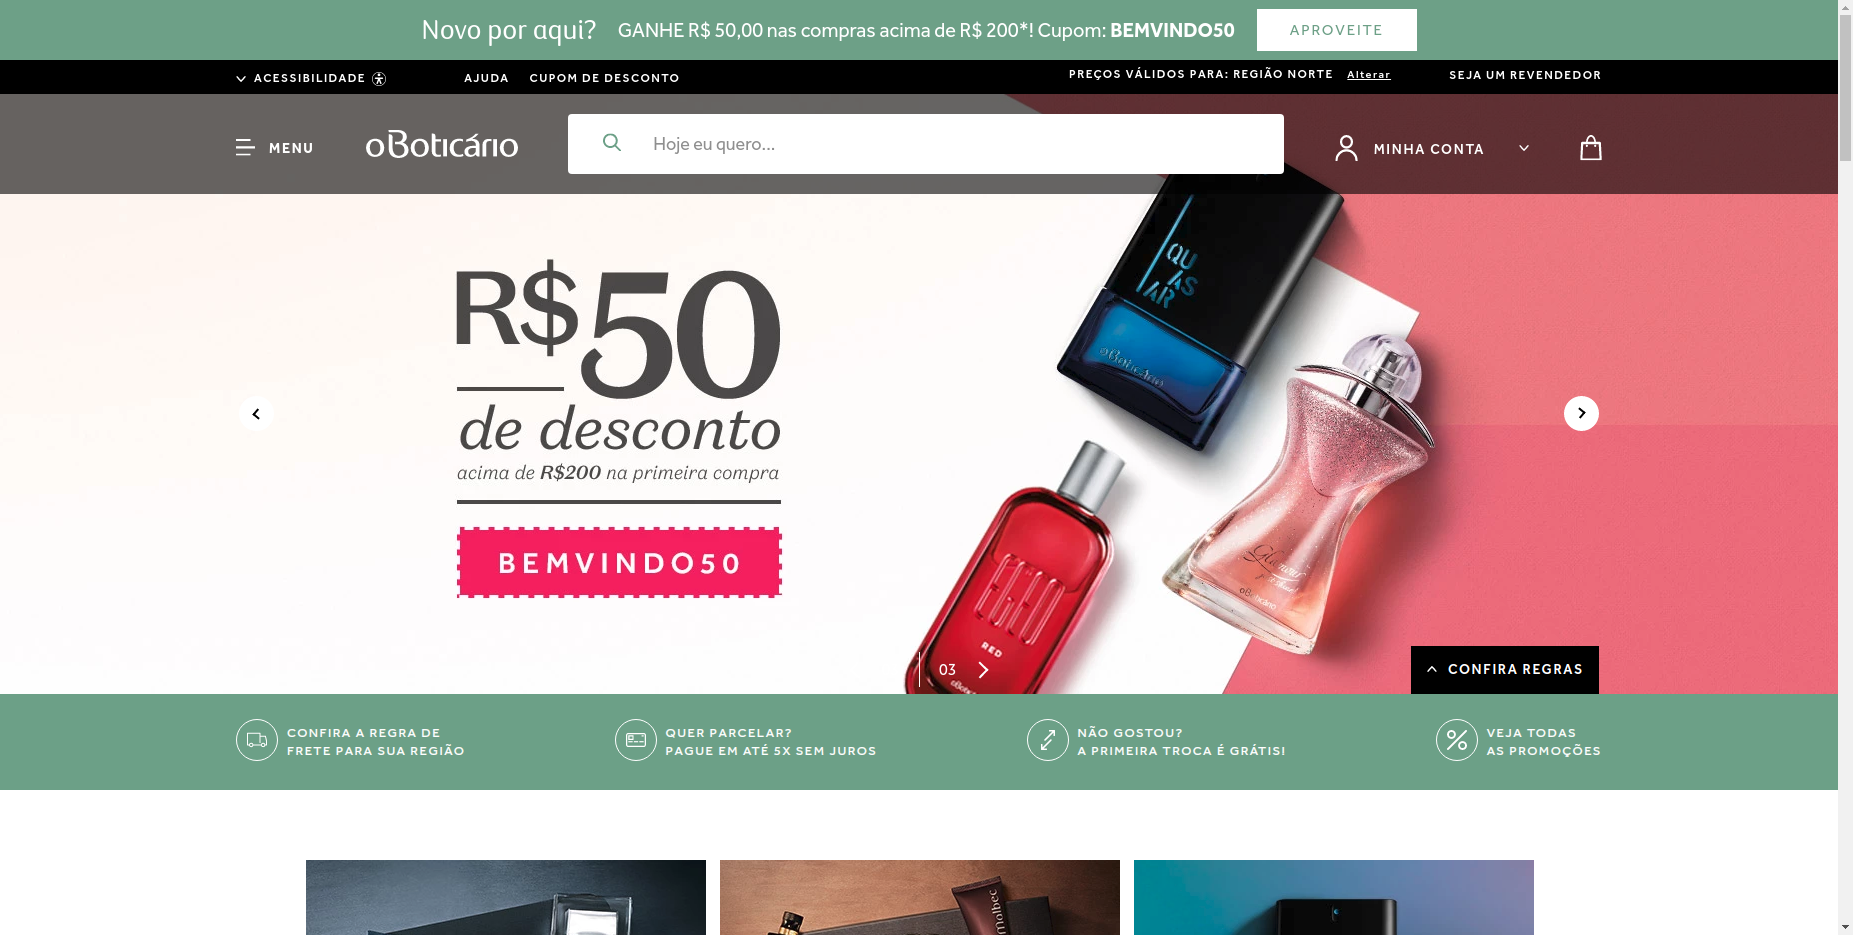 Novo por aqui? GANHE R$ 50,00 nas compras acima de R$ 200*! Cupom: BEMVINDO50 APROVEITE
ACESSIBILIDADE AJUDA CUPOM DE DESCONTO PREÇOS VÁLIDOS PARA: REGIÃO NORTE Alterar SEJA UM REVENDEDOR
MENU oBoticário Hoje eu quero... MINHA CONTA
QU
AS
AR
oBoticário
R$50
de desconto
acima de R$200 na primeira compra
BEMVINDO50
Glamour
oBoticário
EGEO
RED
03
CONFIRA REGRAS
CONFIRA A REGRA DE
FRETE PARA SUA REGIÃO
QUER PARCELAR?
PAGUE EM ATÉ 5X SEM JUROS
NÃO GOSTOU?
A PRIMEIRA TROCA É GRÁTIS!
VEJA TODAS
AS PROMOÇÕES
malbec